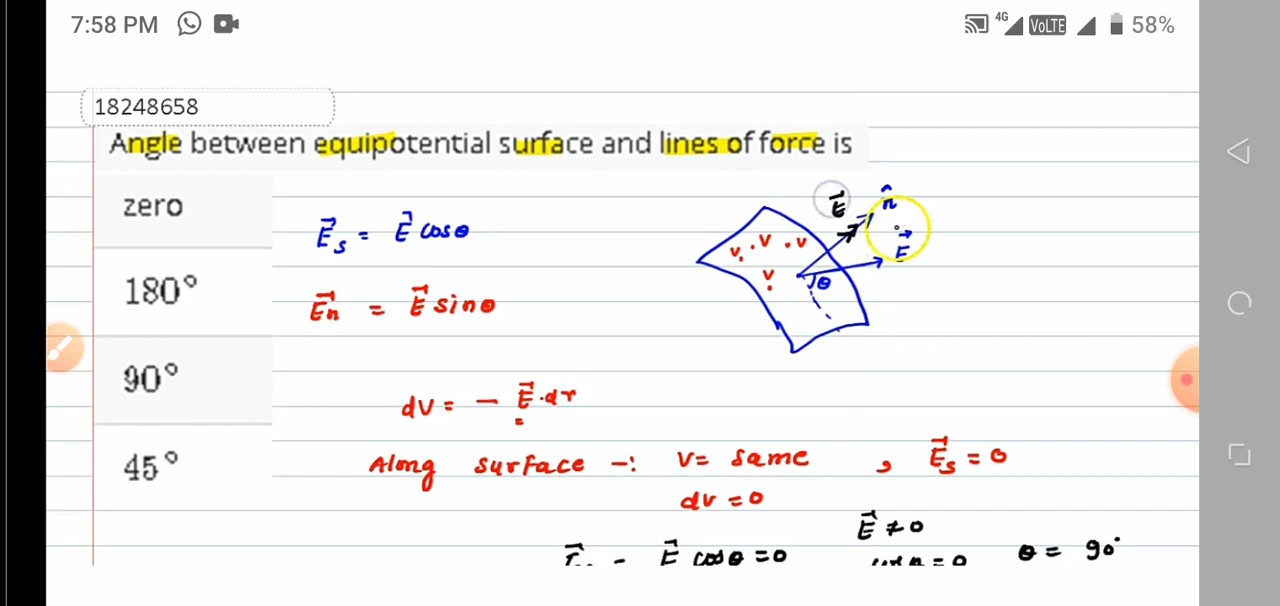 7:58 PM 4G VoLTE 58%
18248658
Angle between equipotential surface and lines of force is
zero
180°
90°
45°
E⃗s = E⃗ cosθ
E⃗n = E⃗ sinθ
E⃗ n̂
E⃗
θ
v v v
v
dV = - E⃗.dr
Along surface -: V= same , E⃗s = 0
dv = 0
E⃗ ≠ 0
E⃗ cosθ =0 θ = 90°